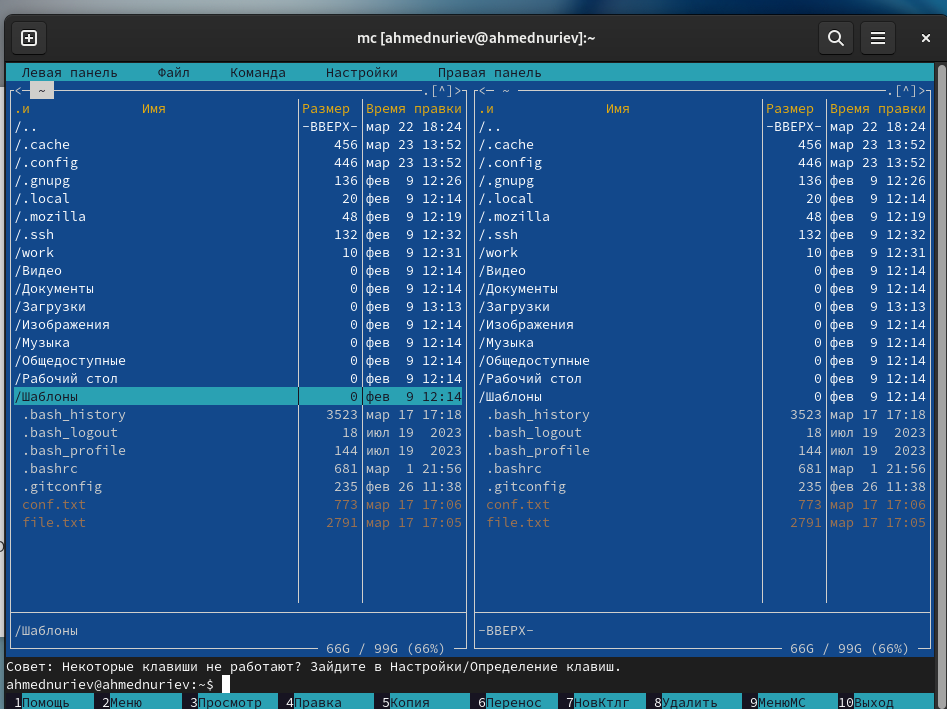 mc [ahmednuriev@ahmednuriev]:~
Левая панель Файл Команда Настройки Правая панель
<─ ~ .[^]> <─ ~ .[^]>
.и Имя Размер Время правки .и Имя Размер Время правки
/.. -ВВЕРХ- мар 22 18:24 /.. -ВВЕРХ- мар 22 18:24
/.cache 456 мар 23 13:52 /.cache 456 мар 23 13:52
/.config 446 мар 23 13:52 /.config 446 мар 23 13:52
/.gnupg 136 фев 9 12:26 /.gnupg 136 фев 9 12:26
/.local 20 фев 9 12:14 /.local 20 фев 9 12:14
/.mozilla 48 фев 9 12:19 /.mozilla 48 фев 9 12:19
/.ssh 132 фев 9 12:32 /.ssh 132 фев 9 12:32
/work 10 фев 9 12:31 /work 10 фев 9 12:31
/Видео 0 фев 9 12:14 /Видео 0 фев 9 12:14
/Документы 0 фев 9 12:14 /Документы 0 фев 9 12:14
/Загрузки 0 фев 9 13:13 /Загрузки 0 фев 9 13:13
/Изображения 0 фев 9 12:14 /Изображения 0 фев 9 12:14
/Музыка 0 фев 9 12:14 /Музыка 0 фев 9 12:14
/Общедоступные 0 фев 9 12:14 /Общедоступные 0 фев 9 12:14
/Рабочий стол 0 фев 9 12:14 /Рабочий стол 0 фев 9 12:14
/Шаблоны 0 фев 9 12:14 /Шаблоны 0 фев 9 12:14
.bash_history 3523 мар 17 17:18 .bash_history 3523 мар 17 17:18
.bash_logout 18 июл 19 2023 .bash_logout 18 июл 19 2023
.bash_profile 144 июл 19 2023 .bash_profile 144 июл 19 2023
.bashrc 681 мар 1 21:56 .bashrc 681 мар 1 21:56
.gitconfig 235 фев 26 11:38 .gitconfig 235 фев 26 11:38
conf.txt 773 мар 17 17:06 conf.txt 773 мар 17 17:06
file.txt 2791 мар 17 17:05 file.txt 2791 мар 17 17:05
/Шаблоны -ВВЕРХ-
66G / 99G (66%) 66G / 99G (66%)
Совет: Некоторые клавиши не работают? Зайдите в Настройки/Определение клавиш.
ahmednuriev@ahmednuriev:~$
1Помощь 2Меню 3Просмотр 4Правка 5Копия 6Перенос 7НовКтлг 8Удалить 9МенюМС 10Выход